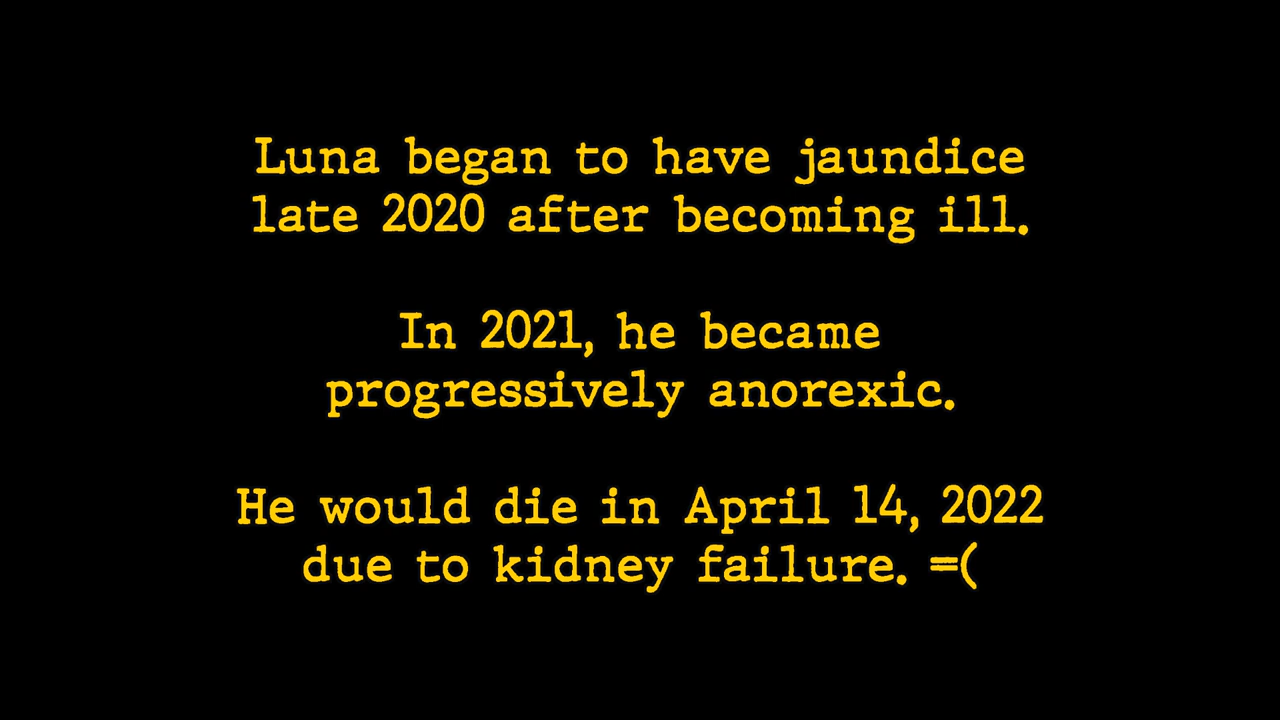 Luna began to have jaundice
late 2020 after becoming ill.
In 2021, he became
progressively anorexic.
He would die in April 14, 2022
due to kidney failure. =(